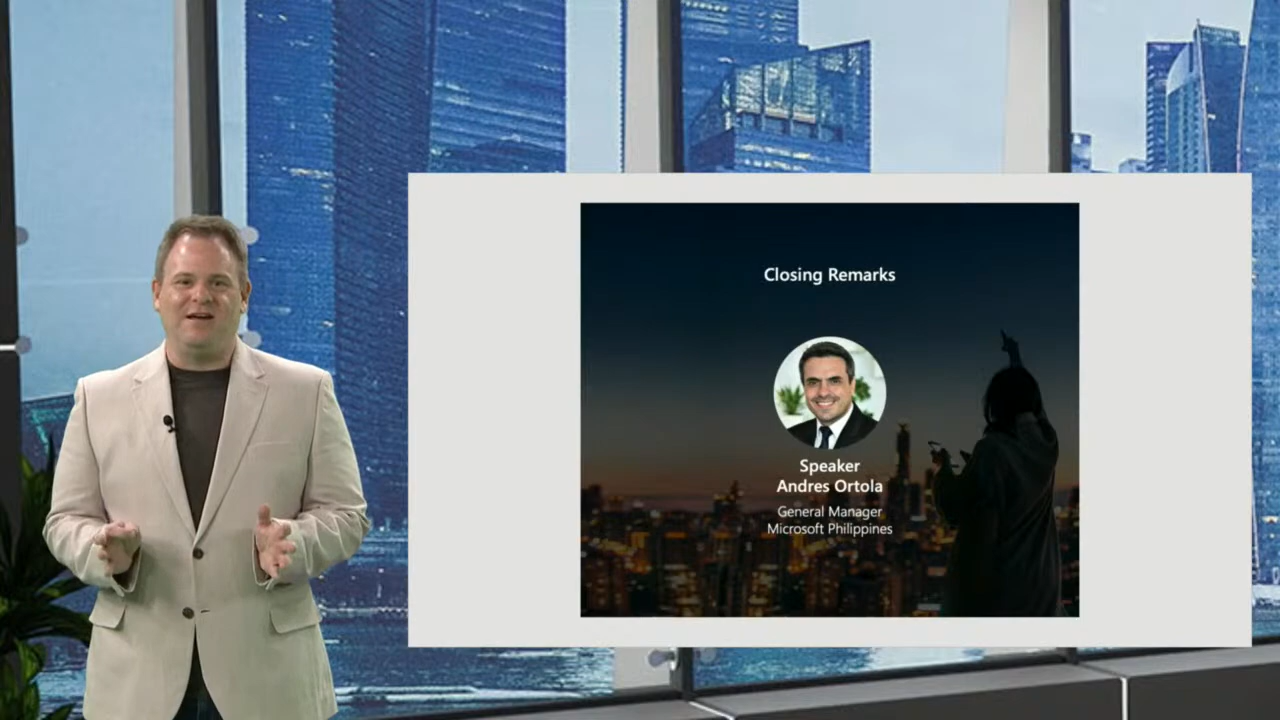 Closing Remarks
Speaker
Andres Ortola
General Manager
Microsoft Philippines